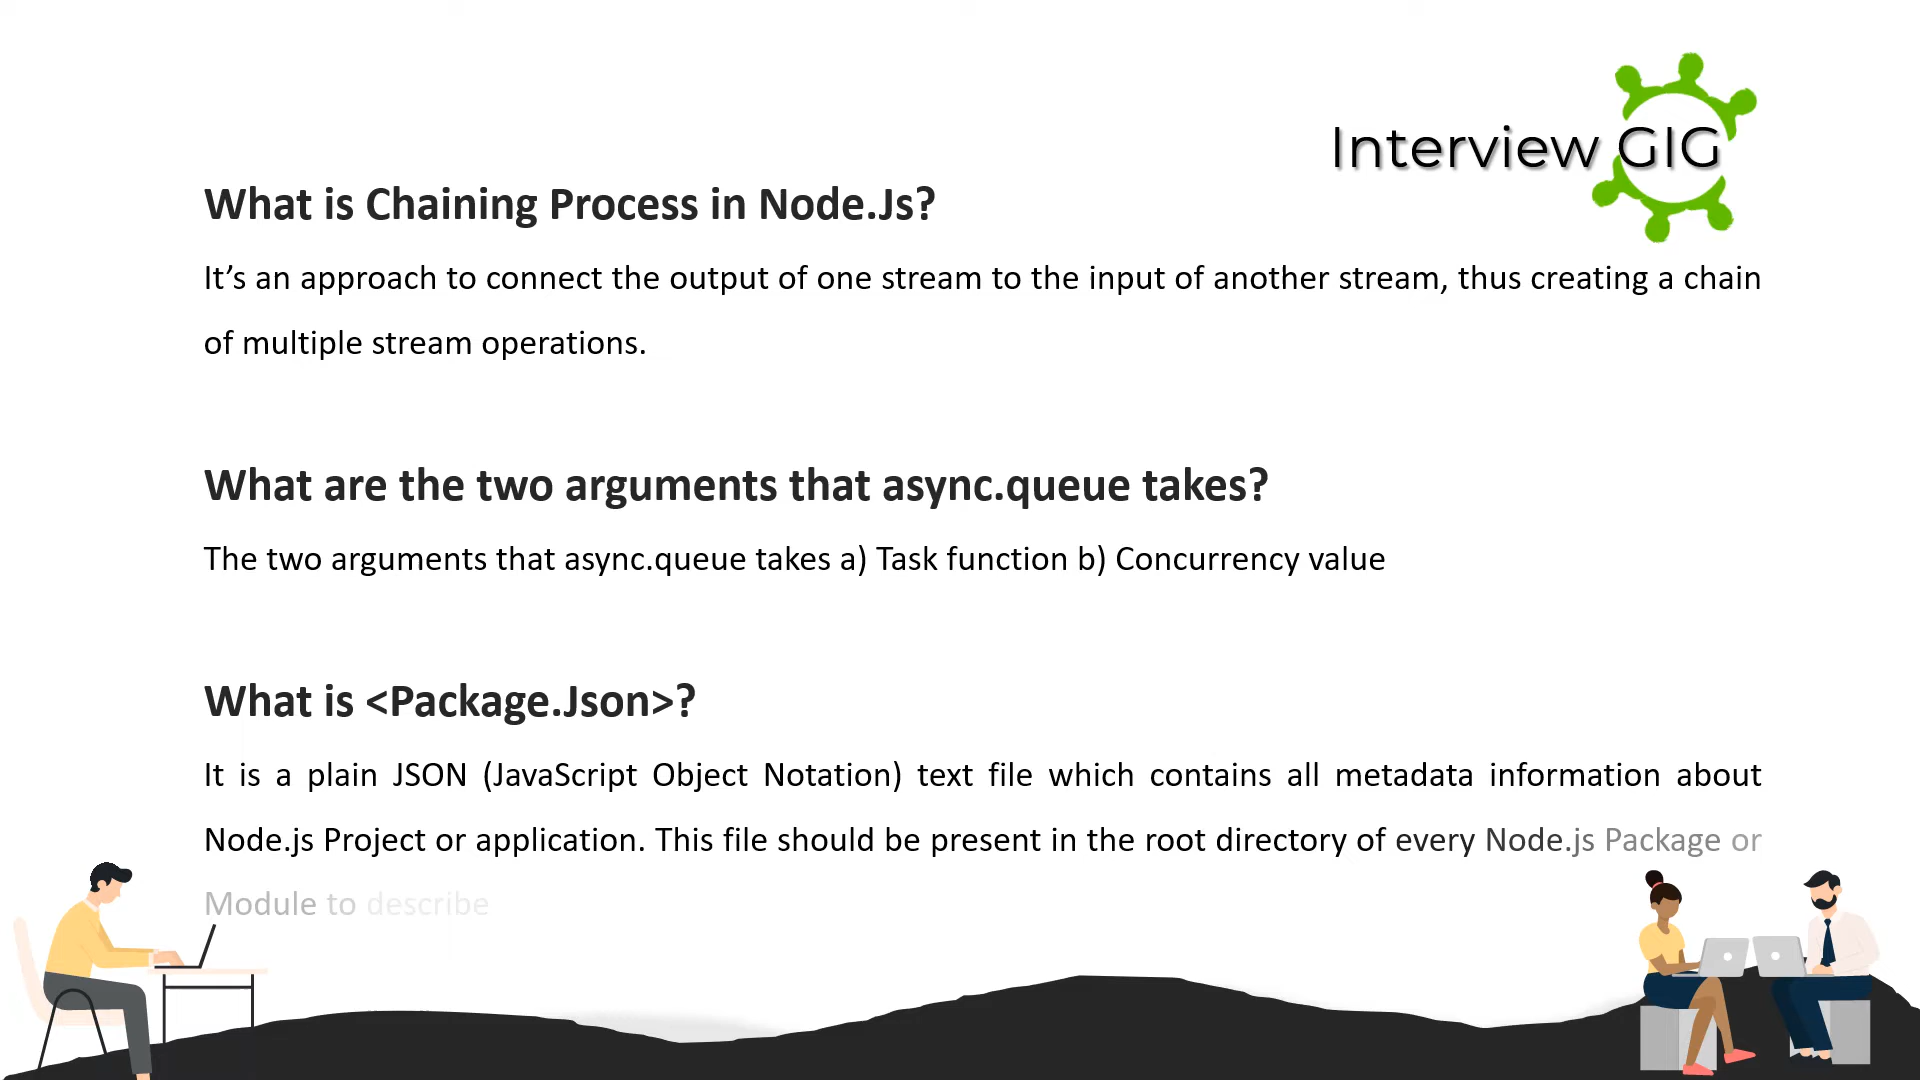 Interview GIG
What is Chaining Process in Node.Js?
It’s an approach to connect the output of one stream to the input of another stream, thus creating a chain
of multiple stream operations.
What are the two arguments that async.queue takes?
The two arguments that async.queue takes a) Task function b) Concurrency value
What is <Package.Json>?
It is a plain JSON (JavaScript Object Notation) text file which contains all metadata information about
Node.js Project or application. This file should be present in the root directory of every Node.js Package or
Module to describe